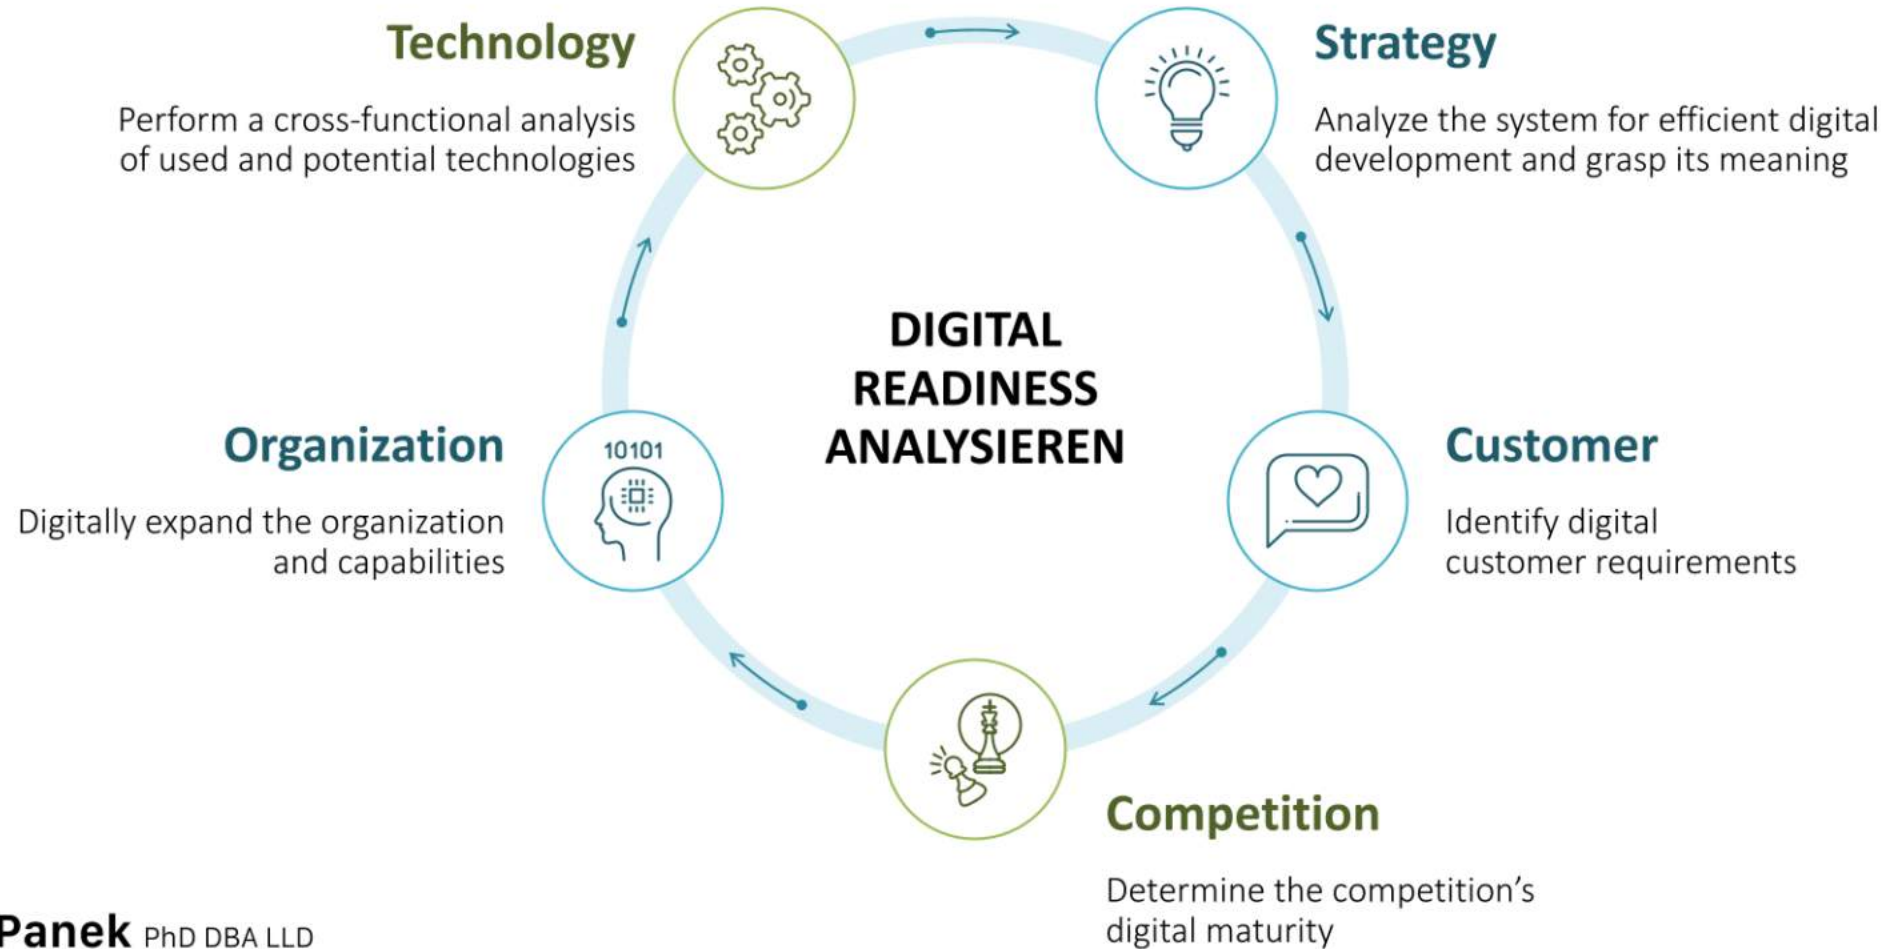 Technology
Perform a cross-functional analysis
of used and potential technologies
Strategy
Analyze the system for efficient digital
development and grasp its meaning
DIGITAL
READINESS
ANALYSIEREN
Organization
Digitally expand the organization
and capabilities
10101
Customer
Identify digital
customer requirements
Competition
Determine the competition's
digital maturity
Panek PhD DBA LLD